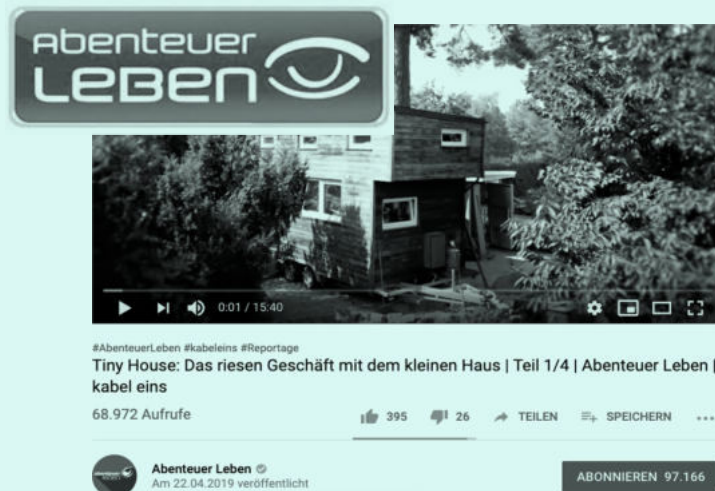 Abenteuer
LEBEN
0:01 / 15:40
#AbenteuerLeben #kabeleins #Reportage
Tiny House: Das riesen Geschäft mit dem kleinen Haus | Teil 1/4 | Abenteuer Leben |
kabel eins
68.972 Aufrufe
395 26 TEILEN SPEICHERN
Abenteuer Leben
Am 22.04.2019 veröffentlicht
ABONNIEREN 97.166